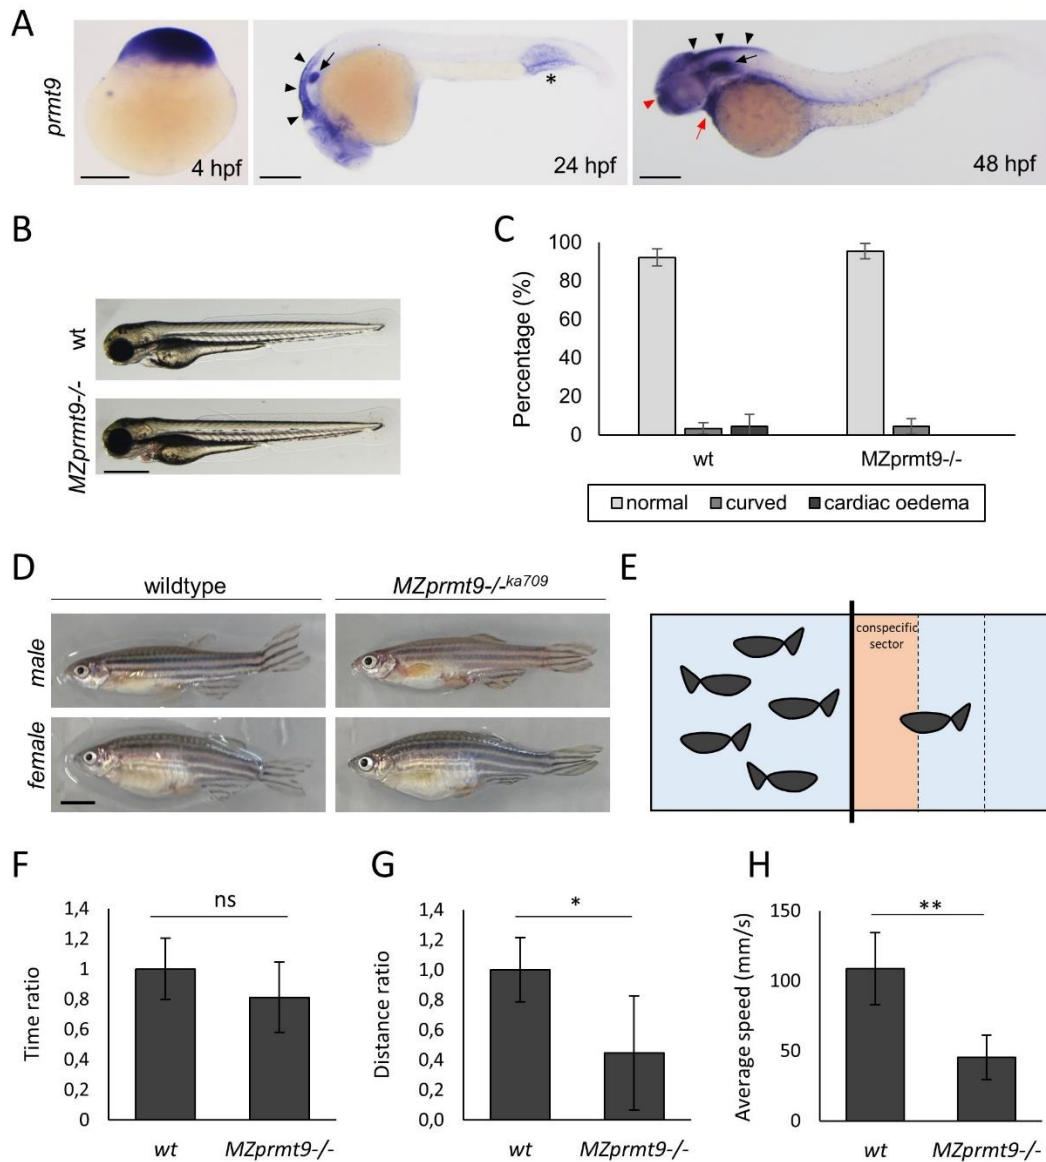 A
prmt9
4 hpf
24 hpf
*
48 hpf
B
wt
MZprmt9-/-
C
Percentage (%)
100
80
60
40
20
0
wt
MZprmt9-/-
normal
curved
cardiac oedema
D
wildtype
MZprmt9-/-ka709
male
female
E
conspecific
sector
F
ns
Time ratio
1,4
1,2
1
0,8
0,6
0,4
0,2
0
wt
MZprmt9-/-
G
*
Distance ratio
1,4
1,2
1,0
0,8
0,6
0,4
0,2
0,0
wt
MZprmt9-/-
H
**
Average speed (mm/s)
150
100
50
0
wt
MZprmt9-/-